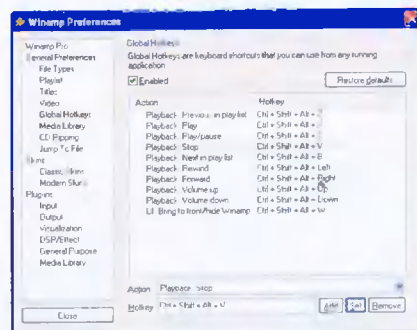 Winamp Preferences
Winamp Pro
General Preferences
File Types
Playlist
Titles
Video
Global Hotkeys
Media Library
CD Ripping
Jump To File
Skins
Classic Skins
Modern Skins
Plug-ins
Input
Output
Visualization
DSP/Effect
General Purpose
Media Library
Close
Global Hotkeys
Global Hotkeys are keyboard shortcuts that you can use from any running
application
Enabled
Restore defaults
Action Hotkey
Playback: Previous in play list Ctrl + Shift + Alt +
Playback: Play Ctrl + Shift + Alt +
Playback: Play/pause Ctrl + Shift + Alt +
Playback: Stop Ctrl + Shift + Alt + V
Playback: Next in play list Ctrl + Shift + Alt + B
Playback: Rewind Ctrl + Shift + Alt + Left
Playback: Forward Ctrl + Shift + Alt + Right
Playback: Volume up Ctrl + Shift + Alt + Up
Playback: Volume down Ctrl + Shift + Alt + Down
UI: Bring to front/hide Winamp Ctrl + Shift + Alt + W
Action Playback: Stop
Hotkey Ctrl + Shift + Alt + V
Add Set Remove